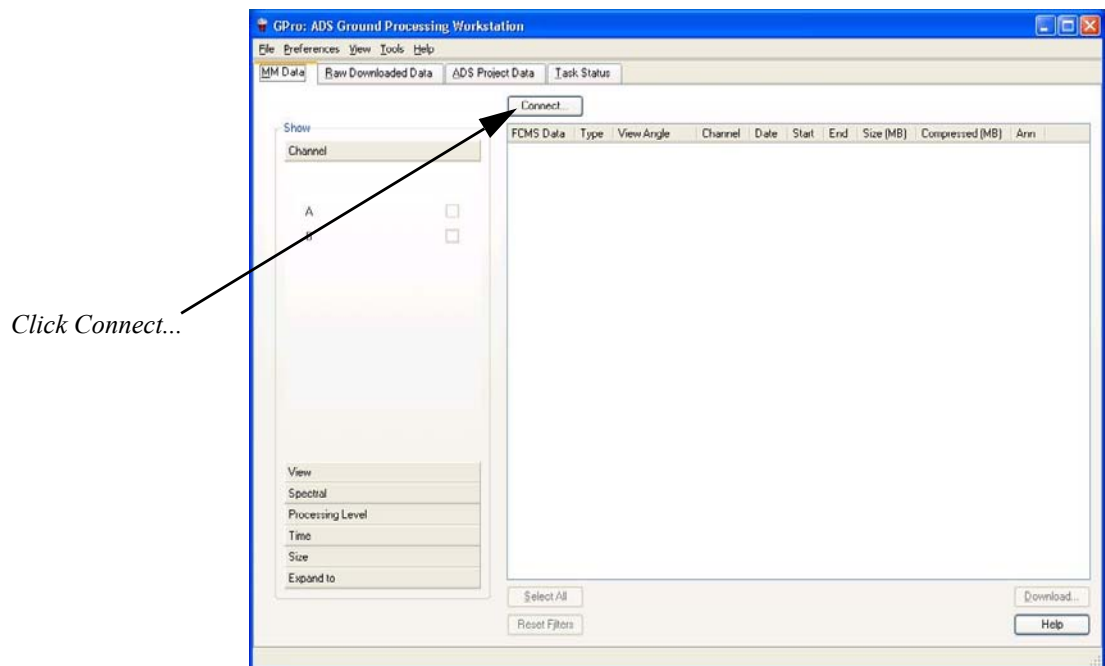 GPro: ADS Ground Processing Workstation
File Preferences View Tools Help
MM Data Raw Downloaded Data ADS Project Data Task Status
Connect...
Show
Channel
FCMS Data Type View Angle Channel Date Start End Size (MB) Compressed (MB) Ann
A
B
Click Connect...
View
Spectral
Processing Level
Time
Size
Expand to
Select All Download...
Reset Filters Help